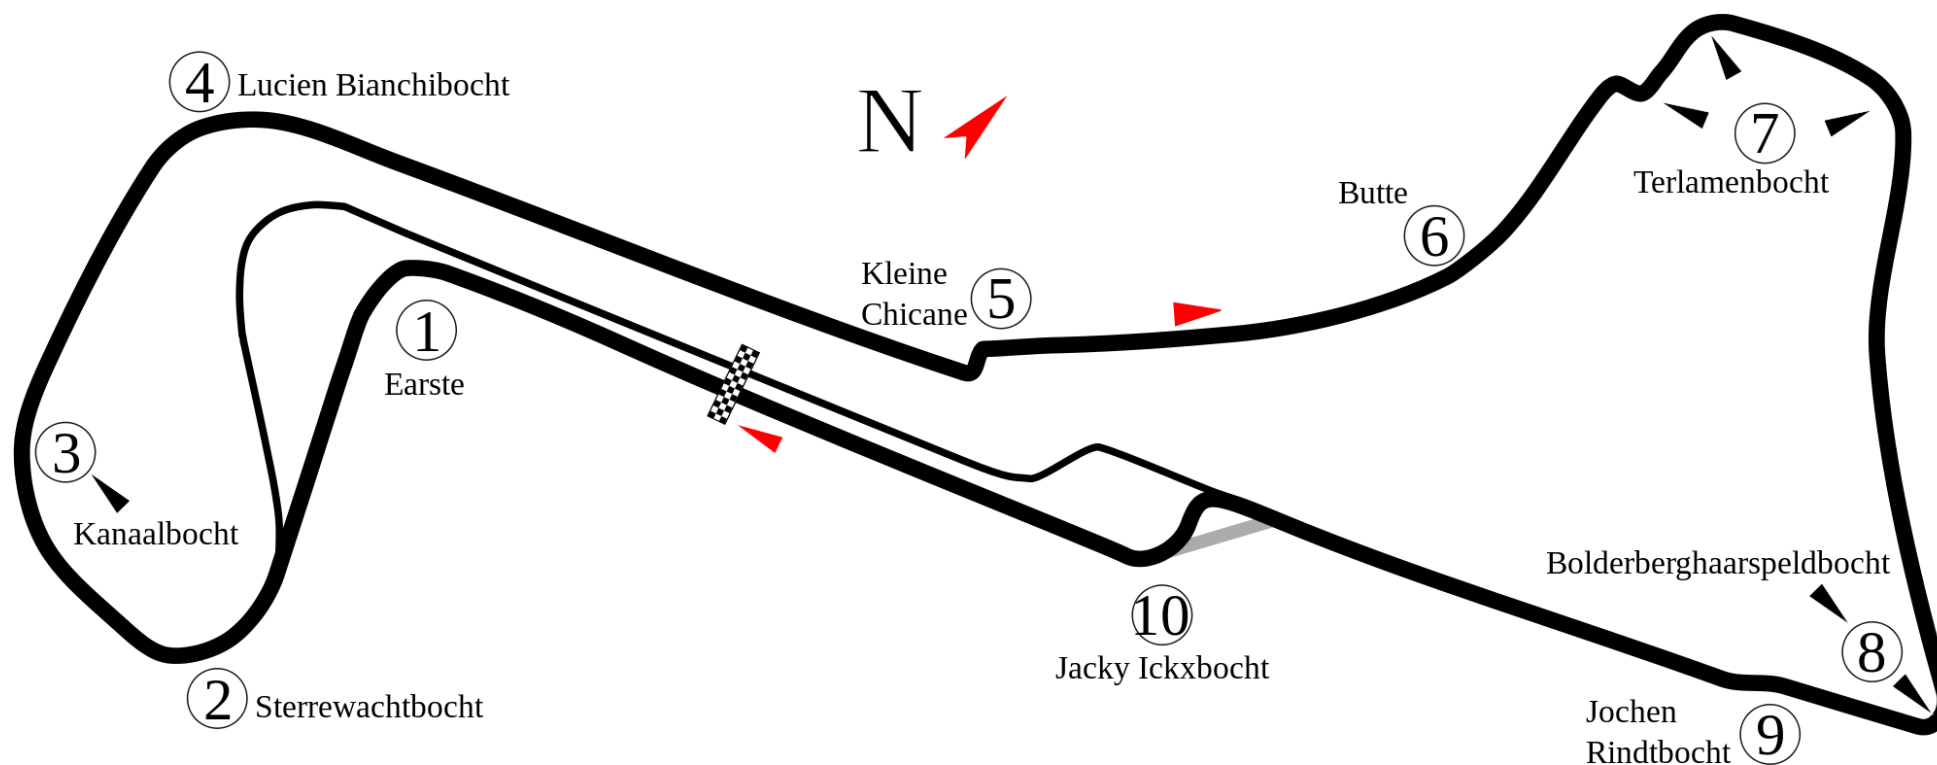 4 Lucien Bianchibocht
N
7
Terlamenbocht
Butte
6
Kleine
Chicane
5
1
Earste
3
Kanaalbocht
2 Sterrewachtbocht
10
Jacky Ickxbocht
Bolderberghaarspeldbocht
8
Jochen
Rindtbocht
9